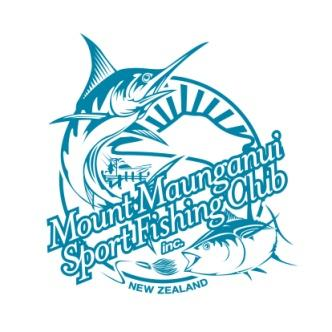 Mount Maunganui
Sport Fishing Club
inc.
NEW ZEALAND